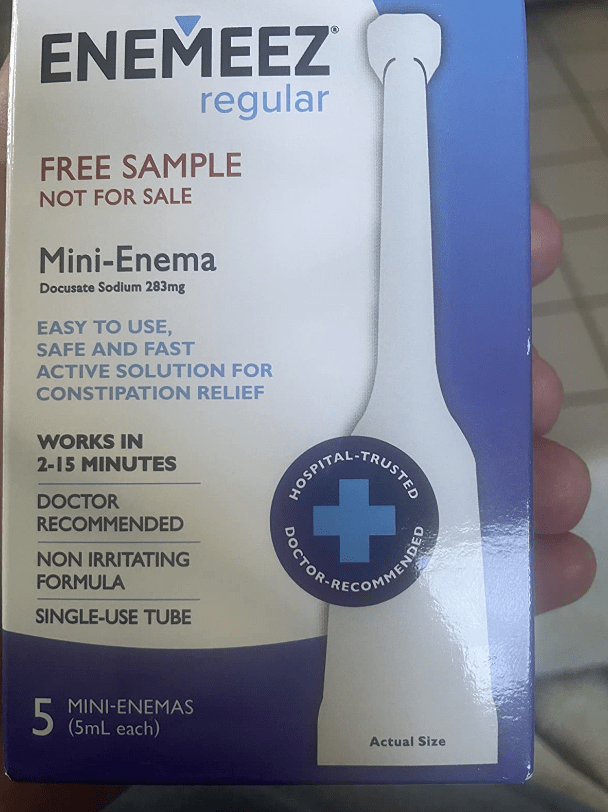 ENEMEEZ®
regular
FREE SAMPLE
NOT FOR SALE
Mini-Enema
Docusate Sodium 283mg
EASY TO USE,
SAFE AND FAST
ACTIVE SOLUTION FOR
CONSTIPATION RELIEF
WORKS IN
2-15 MINUTES
DOCTOR
RECOMMENDED
NON IRRITATING
FORMULA
SINGLE-USE TUBE
HOSPITAL-TRUSTED
DOCTOR-RECOMMENDED
5 MINI-ENEMAS
(5mL each)
Actual Size